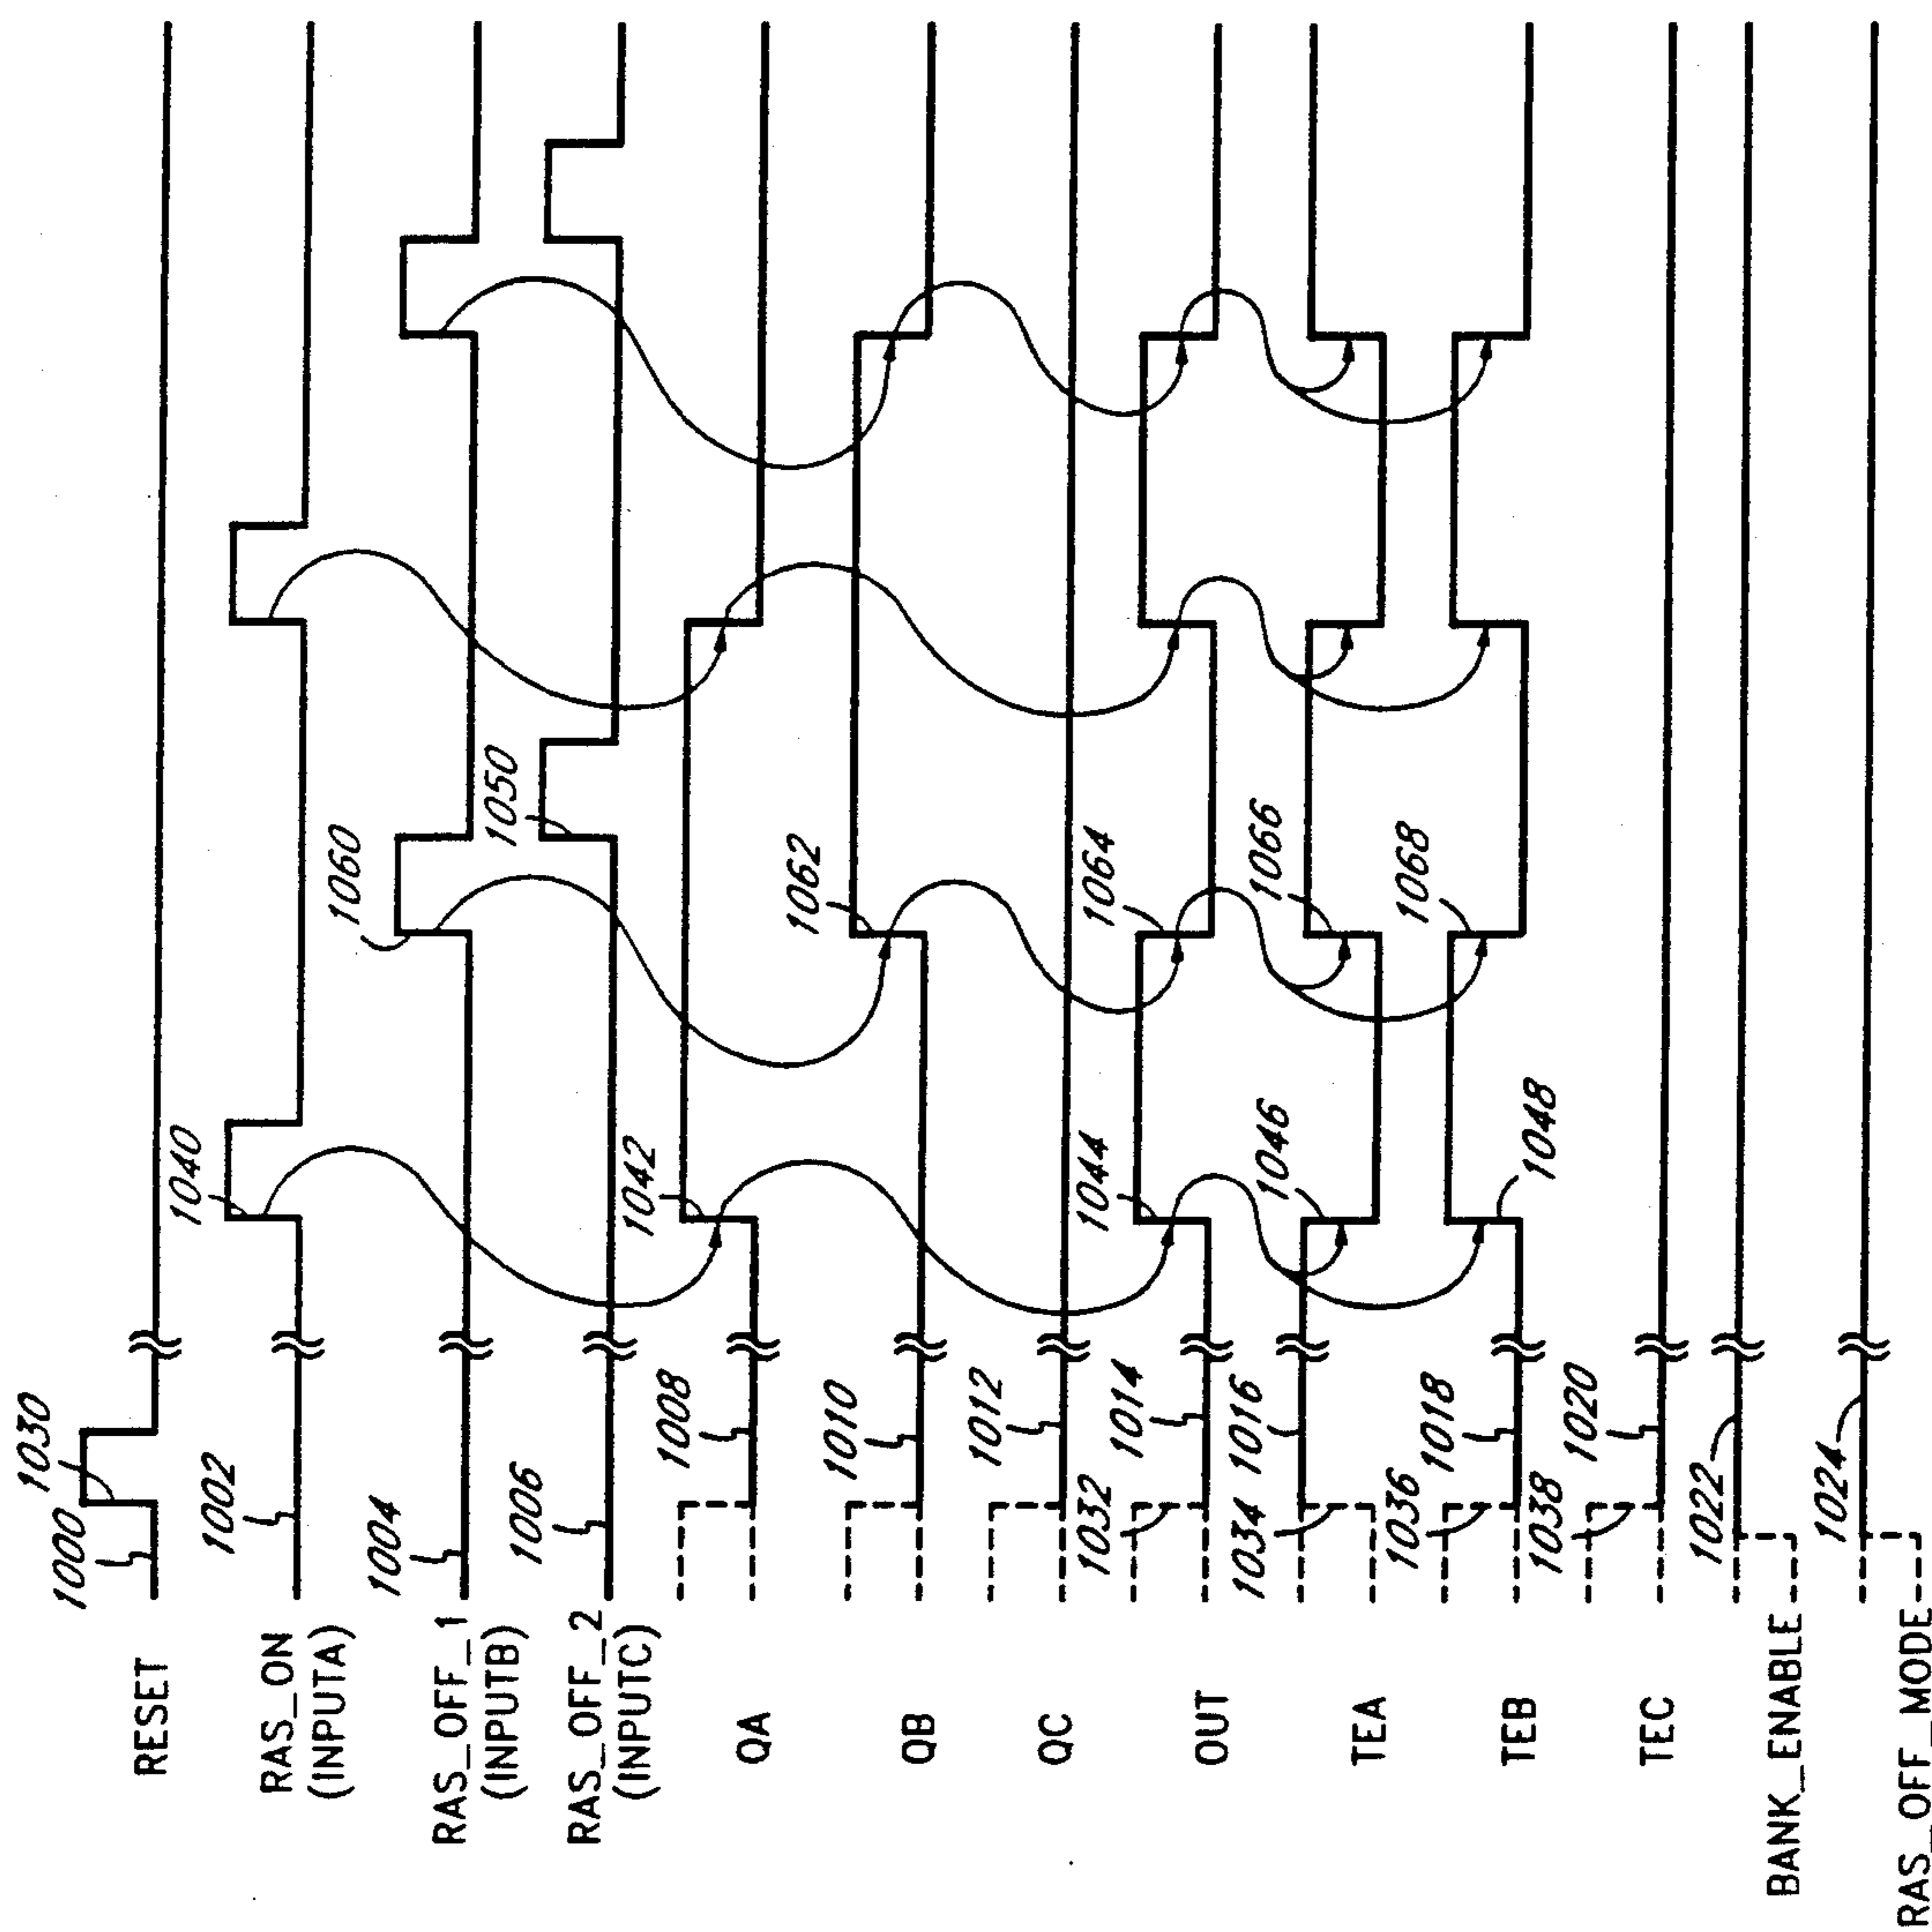 RESET
1000
1030
RAS_ON
(INPUTA)
1002
1040
RAS_OFF_1
(INPUTB)
1004
1060
RAS_OFF_2
(INPUTC)
1006
1050
QA
1008
1042
QB
1010
1062
QC
1012
OUT
1032
1014
1044
1064
TEA
1034
1016
1046
1066
TEB
1036
1018
1048
1068
TEC
1038
1020
BANK_ENABLE
1022
RAS_OFF_MODE
1024